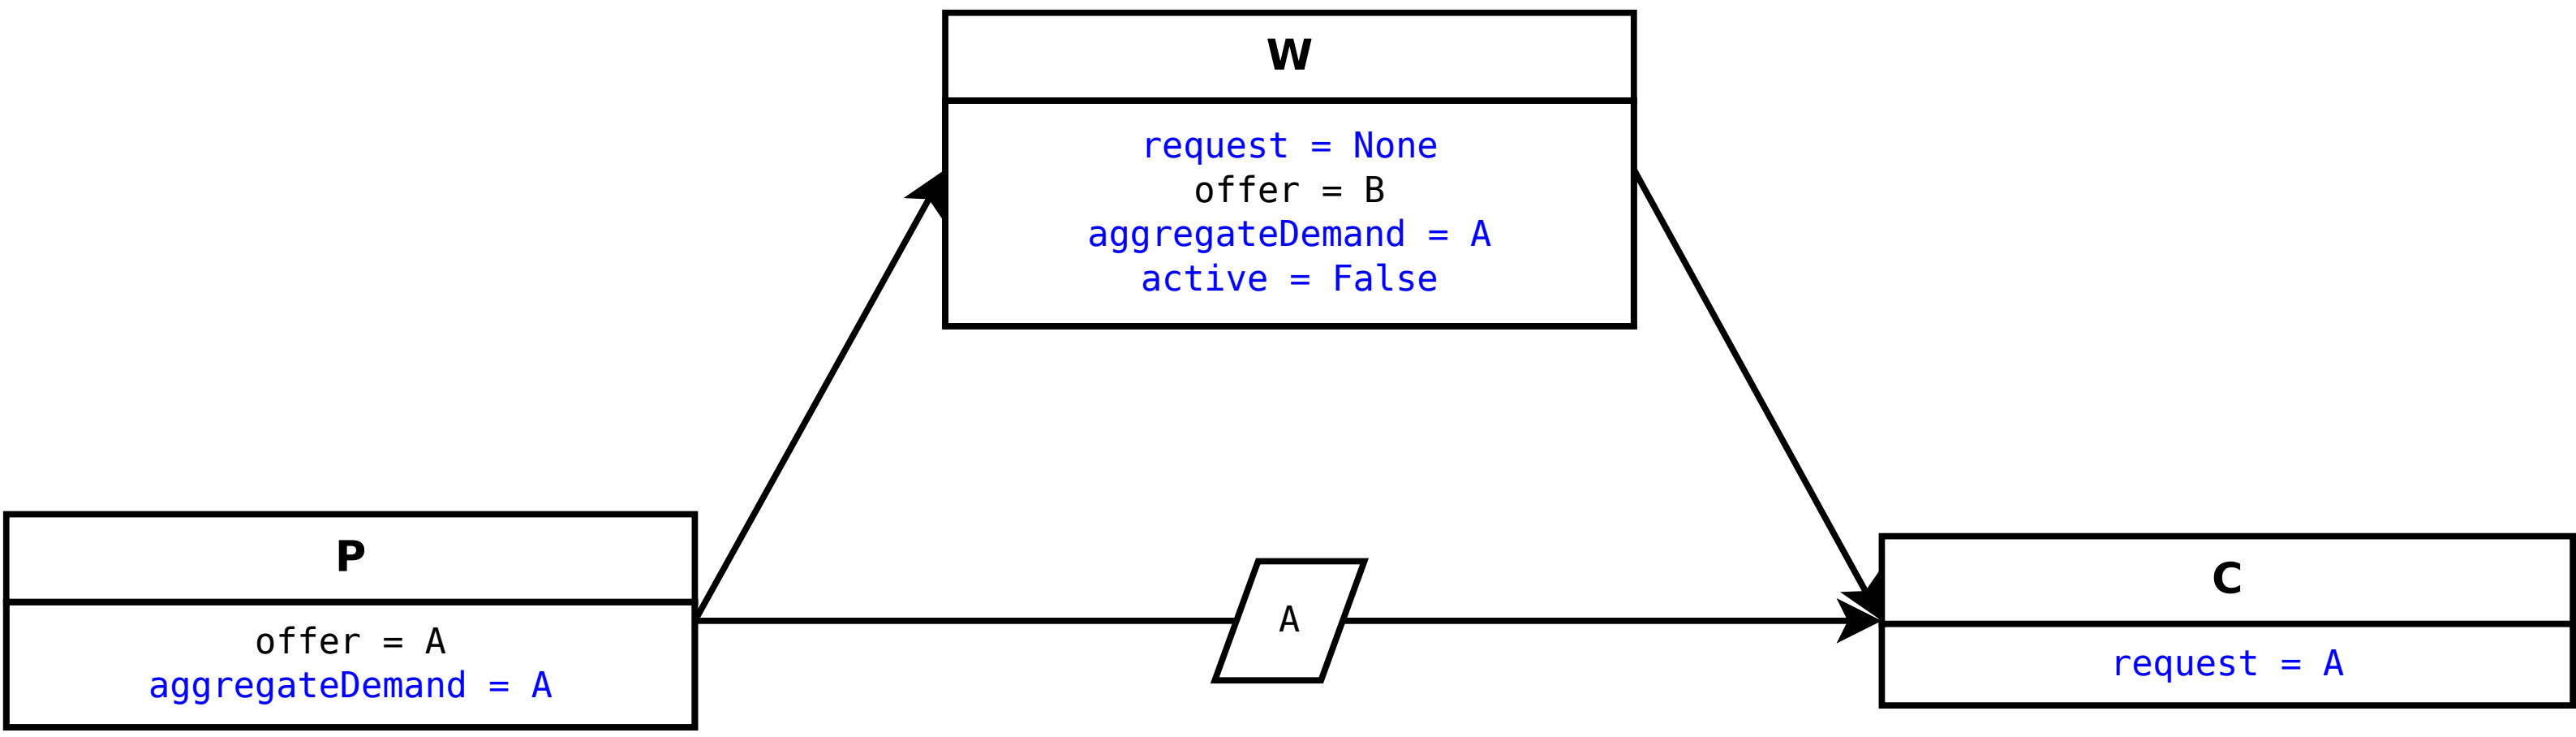 W
request = None
offer = B
aggregateDemand = A
active = False
P
offer = A
aggregateDemand = A
A
C
request = A